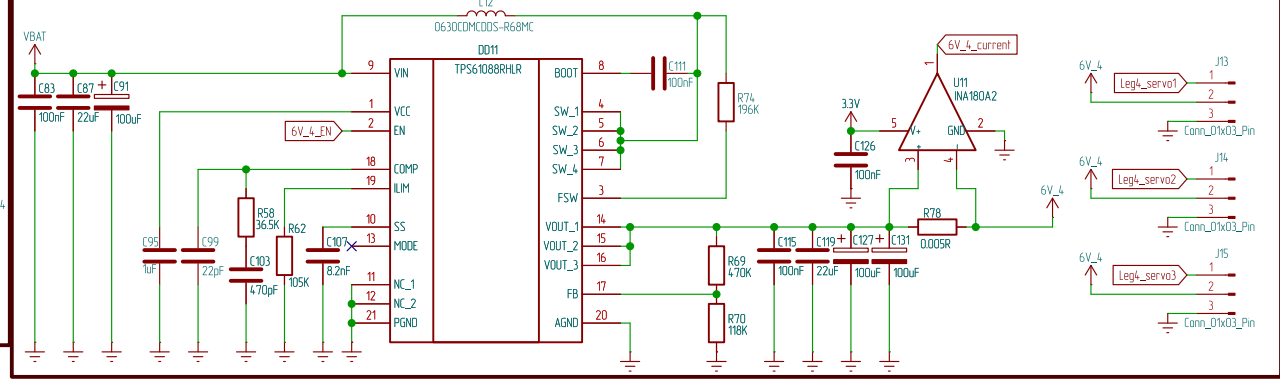 VBAT
C83
100nF
C87
22uF
C91
100uF
L12
0630CDMCDDS-R68MC
DD11
TPS61088RHLR
9
VIN
1
VCC
6V_4_EN
2
EN
18
COMP
19
ILIM
10
SS
13
MODE
11
NC_1
12
NC_2
21
PGND
8
BOOT
4
SW_1
5
SW_2
6
SW_3
7
SW_4
3
FSW
14
VOUT_1
15
VOUT_2
16
VOUT_3
17
FB
20
AGND
C95
1uF
C99
22pF
R58
36.5K
C103
470pF
R62
105K
C107
8.2nF
C111
100nF
R74
196K
R69
470K
R70
118K
C115
100nF
C119
22uF
C127
100uF
C131
100uF
6V_4_current
1
U11
INA180A2
3.3V
5
V+
GND
2
+
-
3
4
C126
100nF
R78
0.005R
6V_4
J13
6V_4
Leg4_servo1
1
2
3
Conn_01x03_Pin
J14
6V_4
Leg4_servo2
1
2
3
Conn_01x03_Pin
J15
6V_4
Leg4_servo3
1
2
3
Conn_01x03_Pin
4